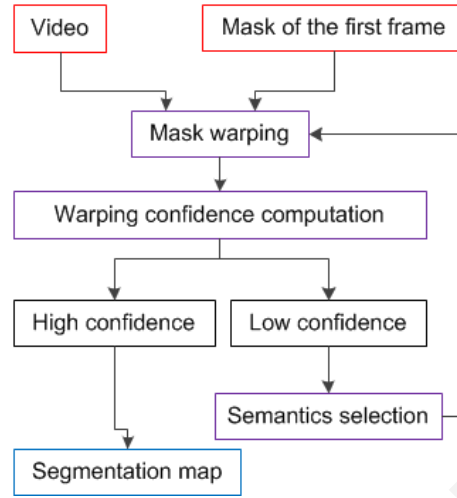 Video
Mask of the first frame
Mask warping
Warping confidence computation
High confidence
Low confidence
Semantics selection
Segmentation map